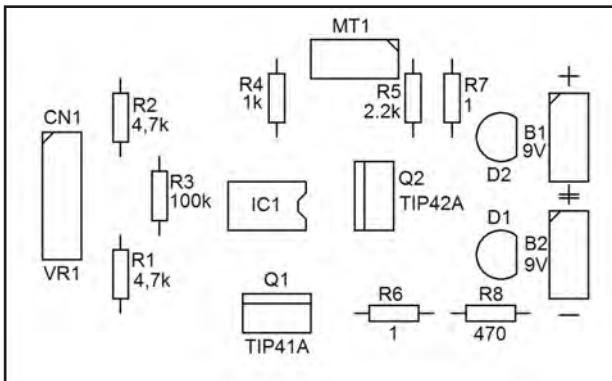 MT1
R4
1k
R5
2.2k
R7
1
+
CN1
R2
4,7k
B1
9V
D2
R3
100k
IC1
Q2
TIP42A
+
=
D1
B2
9V
VR1
R1
4,7k
Q1
TIP41A
R6
1
R8
470
−